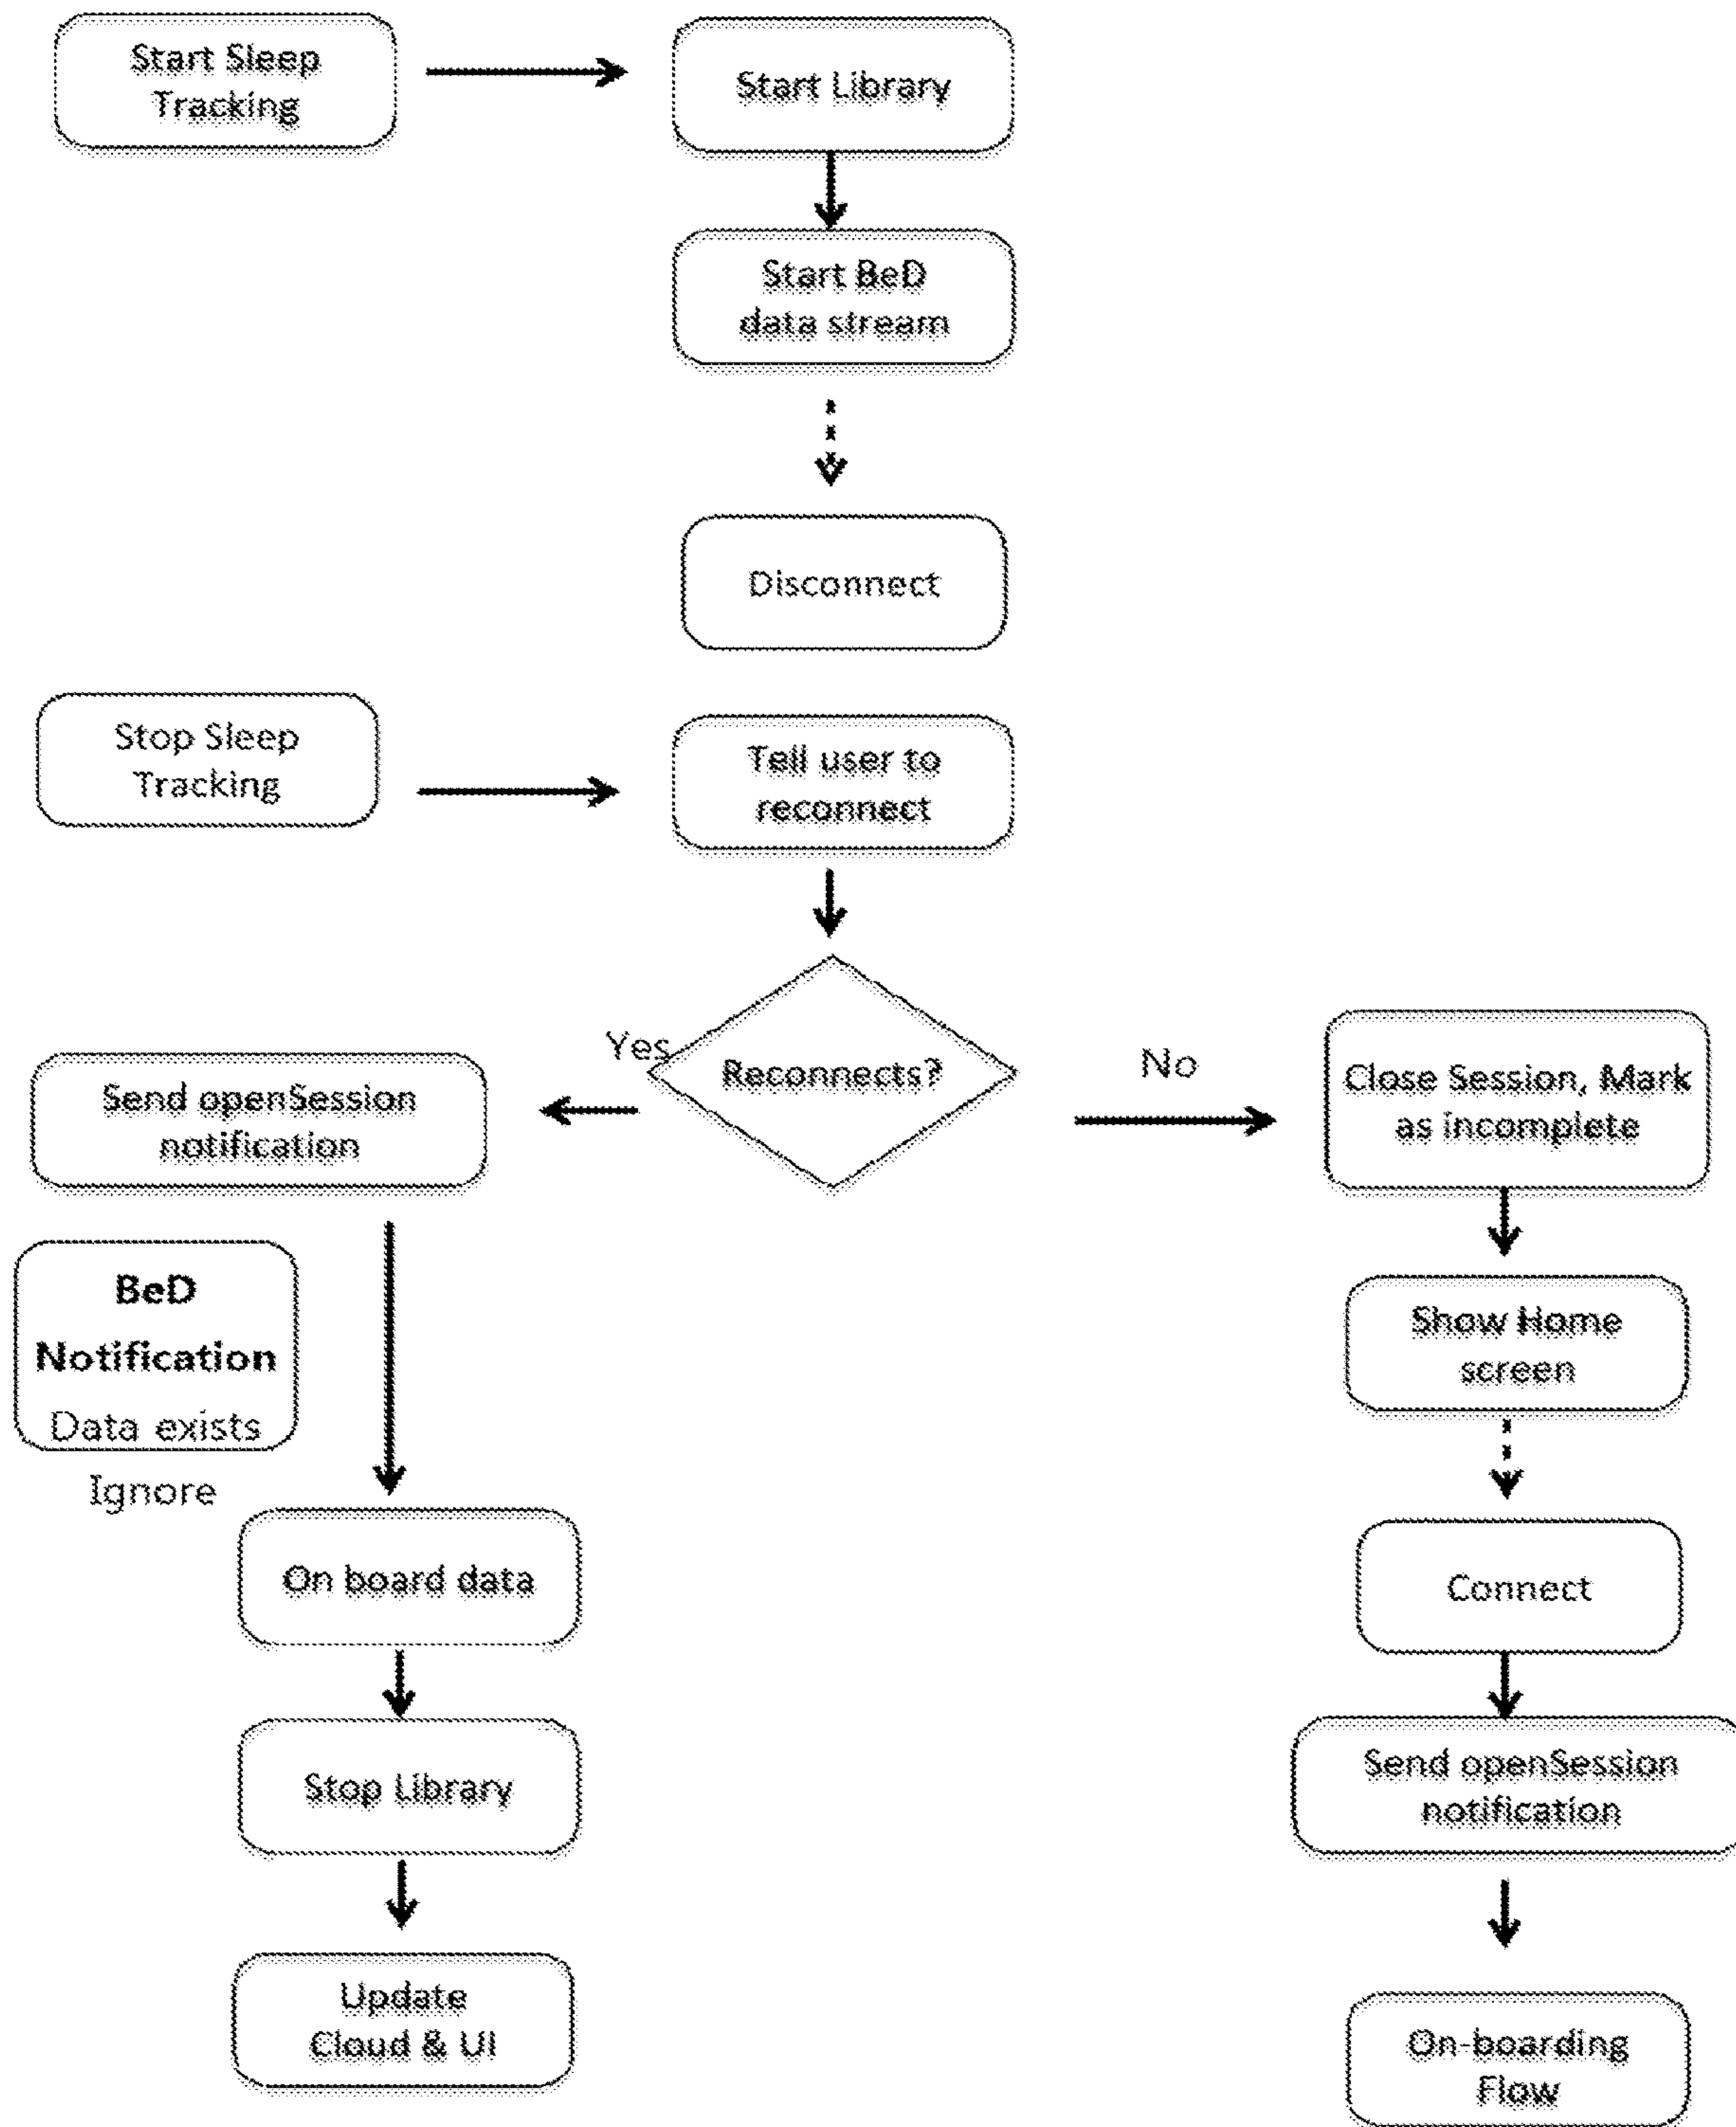 Start Sleep
Tracking
Start Library
Start BeD
data stream
Disconnect
Stop Sleep
Tracking
Tell user to
reconnect
Reconnects?
Yes
No
Send openSession
notification
Close Session, Mark
as incomplete
BeD
Notification
Data exists
Ignore
Show Home
screen
On board data
Connect
Stop Library
Send openSession
notification
Update
Cloud & UI
On-boarding
Flow